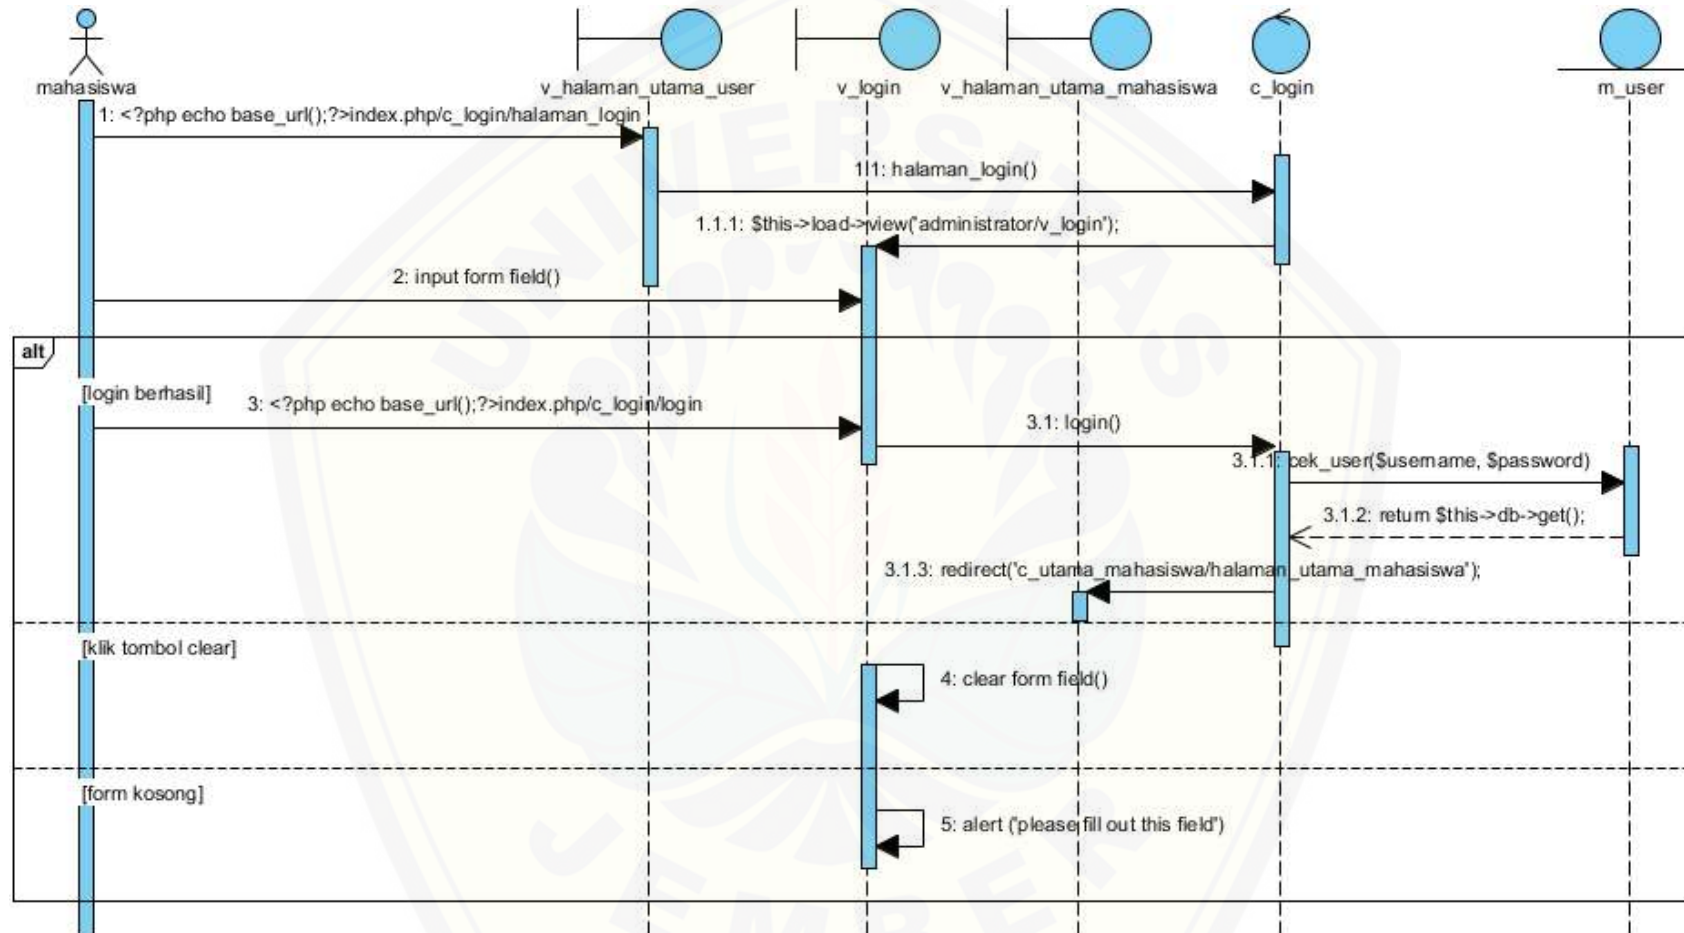 mahasiswa
v_halaman_utama_user
v_login
v_halaman_utama_mahasiswa
c_login
m_user
1: <?php echo base_url();?>index.php/c_login/halaman_login
1.1: halaman_login()
1.1.1: $this->load->view("administrator/v_login");
2: input form field()
alt
[login berhasil]
3: <?php echo base_url();?>index.php/c_login/login
3.1: login()
3.1.1: cek_user($username, $password)
3.1.2: return $this->db->get();
3.1.3: redirect("c_utama_mahasiswa/halaman_utama_mahasiswa");
[klik tombol clear]
4: clear form field()
[form kosong]
5: alert ("please fill out this field")
UNIVERSITAS
JEMBER